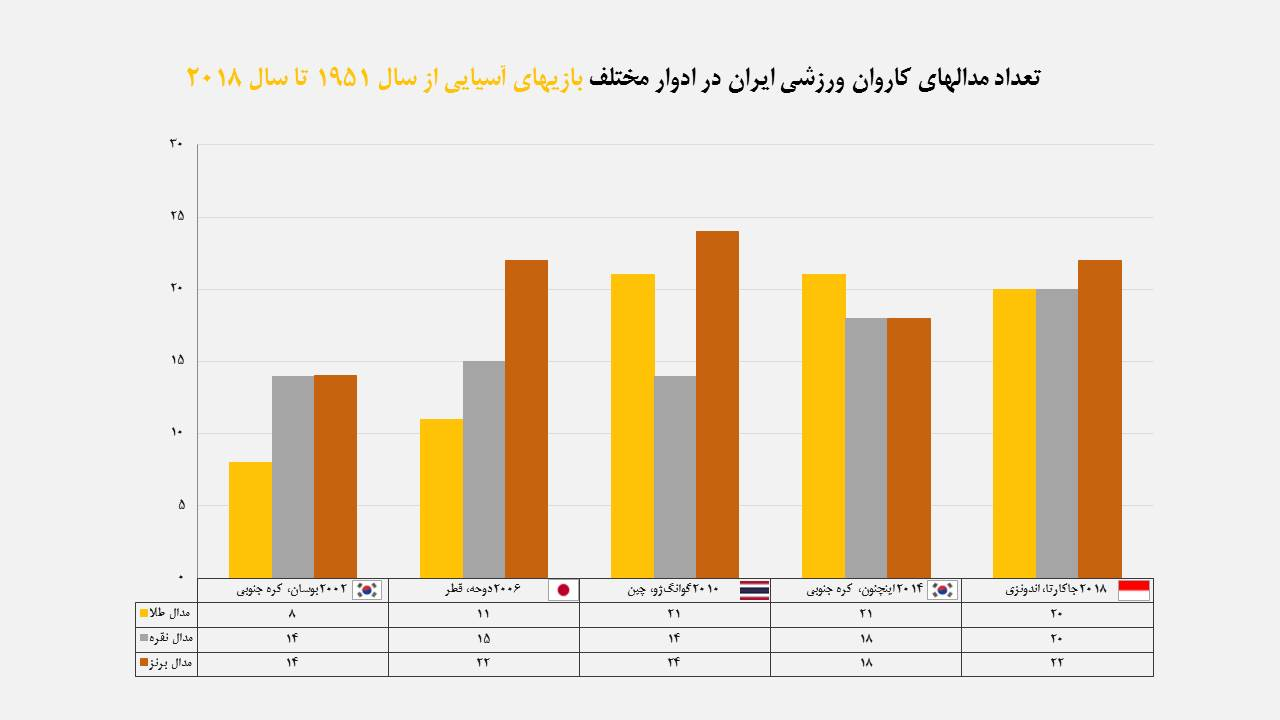 تعداد مدالهای کاروان ورزشی ایران در ادوار مختلف بازیهای آسیایی از سال ۱۹۵۱ تا سال ۲۰۱۸
۳۰
۲۵
۲۰
۱۵
۱۰
۵
۰
۲۰۰۲بوسان، کره جنوبی
۲۰۰۶دوحه، قطر
۲۰۱۰گوانگ‌ژو، چین
۲۰۱۴اینچئون، کره جنوبی
۲۰۱۸جاکارتا،اندونزی
مدال طلا ۸ ۱۱ ۲۱ ۲۱ ۲۰
مدال نقره ۱۴ ۱۵ ۱۴ ۱۸ ۲۰
مدال برنز ۱۴ ۲۲ ۲۴ ۱۸ ۲۲